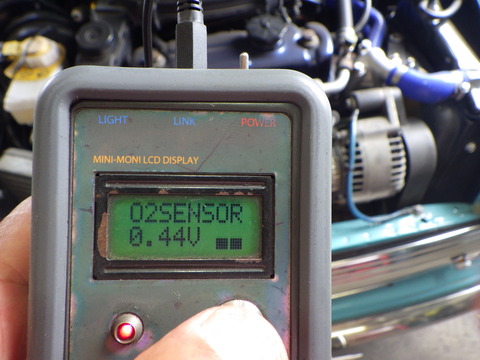 LIGHT LINK POWER
MINI-MONI LCD DISPLAY
O2SENSOR
0.44V